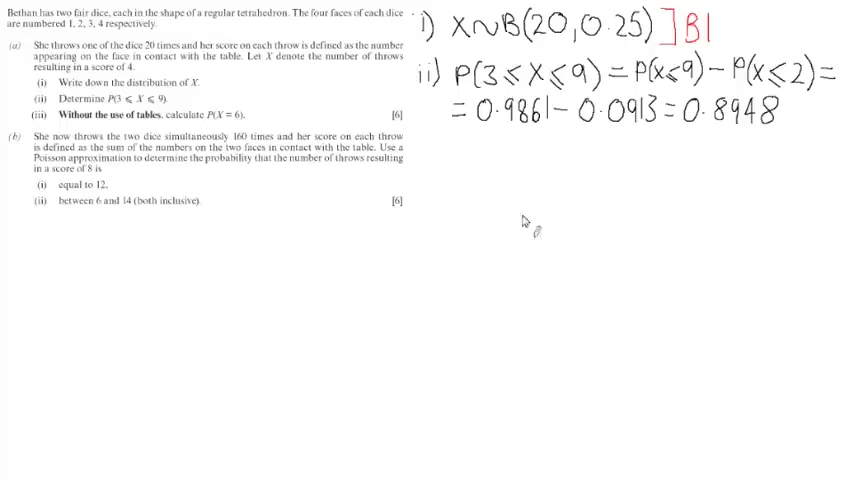 Bethan has two fair dice, each in the shape of a regular tetrahedron. The four faces of each dice
are numbered 1, 2, 3, 4 respectively.
(a) She throws one of the dice 20 times and her score on each throw is defined as the number
appearing on the face in contact with the table. Let X denote the number of throws
resulting in a score of 4.
(i) Write down the distribution of X.
(ii) Determine P(3 ⩽ X ⩽ 9).
(iii) Without the use of tables, calculate P(X = 6). [6]
(b) She now throws the two dice simultaneously 160 times and her score on each throw
is defined as the sum of the numbers on the two faces in contact with the table. Use a
Poisson approximation to determine the probability that the number of throws resulting
in a score of 8 is
(i) equal to 12,
(ii) between 6 and 14 (both inclusive). [6]
i) X~B(20,0.25) ]B1
ii) P(3⩽X⩽9)=P(X⩽9)-P(X⩽2)=
=0.9861-0.0913=0.8948